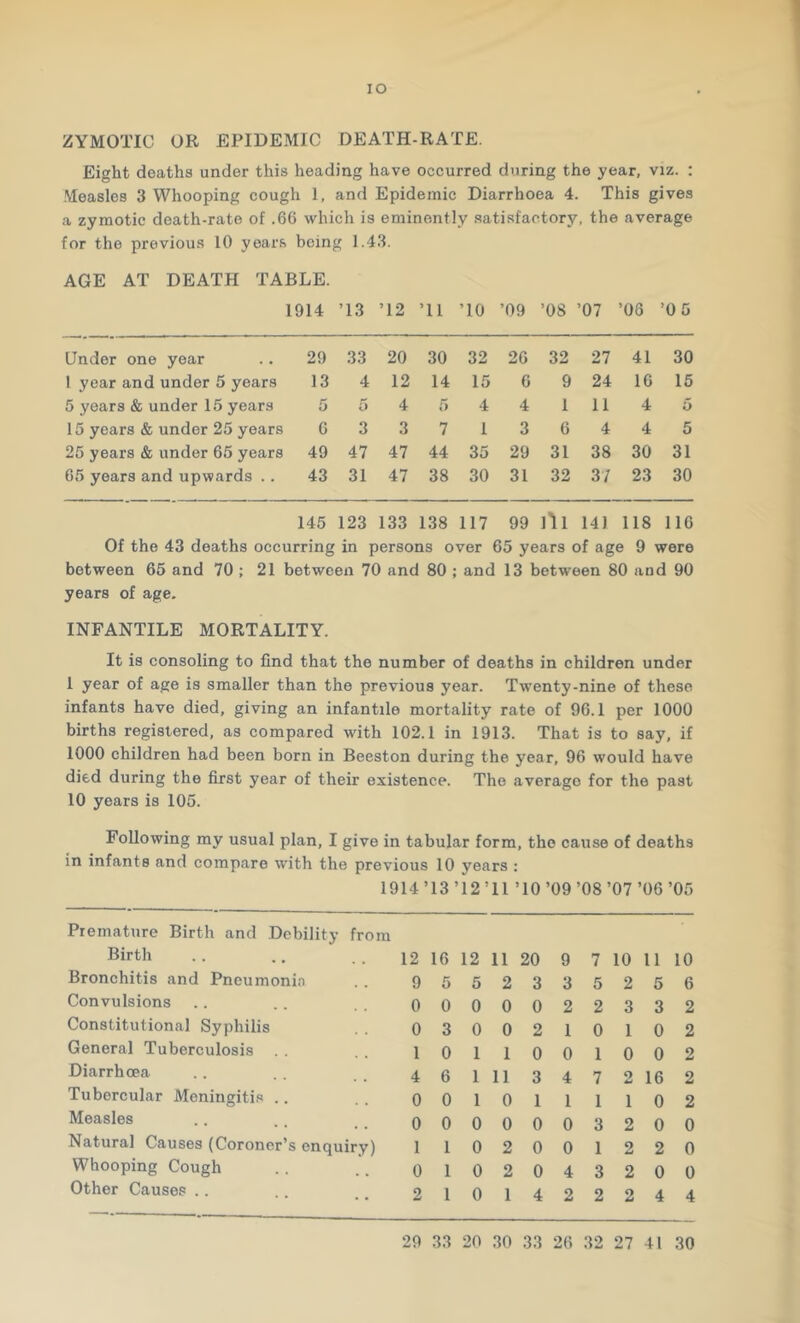 10
ZYMOTIC OR EPIDEMIC DEATH-RATE.
Eight deaths under this heading have occurred during the year, viz. :
Measles 3 Whooping cough 1, and Epidemic Diarrhoea 4. This gives
a zymotic death-rate of .66 which is eminently satisfactory, the average
for the previous 10 years being 1.43.
AGE AT DEATH TABLE.
1914 ’13 ’12 ’11 ’10 ’09 ’08 ’07 ’06 ’0 5
Under one year .. 29 33 20 30 32 26 32 27 41 30
1 year and under 5 years 13 4 12 14 15 6 9 24 16 15
5 years & under 15 years 5 5 4 5 4 4 1 11 4 5
15 years & under 25 years 6 3 3 7 1 3 6 4 4 5
25 years & under 65 years 49 47 47 44 35 29 31 38 30 31
65 years and upwards .. 43 31 47 38 30 31 32 37 23 30
145 123 133 138 117 99 111 141 118 116
Of the 43 deaths occurring in persons over 65 years of age 9 were
between 65 and 70 ; 21 between 70 and 80 ; and 13 between 80 and 90
years of age.
INFANTILE MORTALITY.
It is consoling to find that the number of deaths in children under
1 year of age is smaller than the previous year. Twenty-nine of these
infants have died, giving an infantile mortality rate of 96.1 per 1000
births registered, as compared with 102.1 in 1913. That is to say, if
1000 children had been born in Beeston during the year, 96 would have
died during the first year of their existence. The average for the past
10 years is 105.
Following my usual plan, I give in tabular form, the cause of deaths
in infants and compare with the previous 10 years :
1914 ’13 ’12 ’11 ’10 ’09 ’08 ’07 ’06 ’05
Premature Birth and Debility from
Birth .. .. .. 12 16 12 11 20 9 7 10 11 10
Bronchitis and Pneumonia .. 9 5 5 2 3 3 5 2 5 6
Convulsions .. .. .. 0 0 0 0 0 2 2 3 3 2
Constitutional Syphilis .. 0 3 0 0 2 1 0 1 0 2
General Tuberculosis .. .. 1 0 1 1 0 0 1 0 0 2
Diarrhœa .. .. .. 4 6 1 11 3 4 7 2 16 2
Tubercular Meningitis .. .. 0 0 1 0 1 1 1 1 0 2
Measles .. .. .. 0 0 0 0 0 0 3 2 0 0
Natural Causes (Coroner’s enquiry) 1 1 0 2 0 0 1 2 2 0
Whooping Cough .. .. 0 1 0 2 0 4 3 2 0 0
Other Causes .. .. .. 2 1 0 1 4 2 2 2 4 4
29 33 20 30 33 26 32 27 41 30